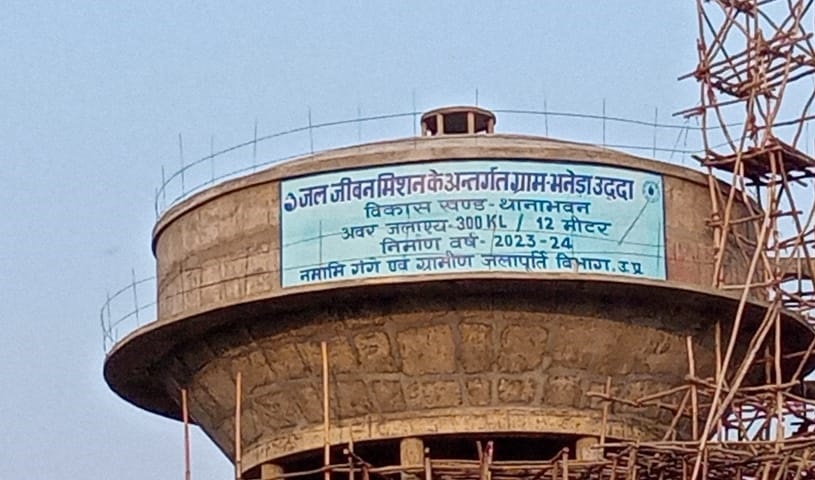 जल जीवन मिशन के अन्तर्गत ग्राम-भनेड़ा उद्दा
विकास खण्ड-थानाभवन
अवर जलाशय-300 KL / 12 मीटर
निर्माण वर्ष- 2023-24
नमामि गंगे एवं ग्रामीण जलापूर्ति विभाग, उ.प्र